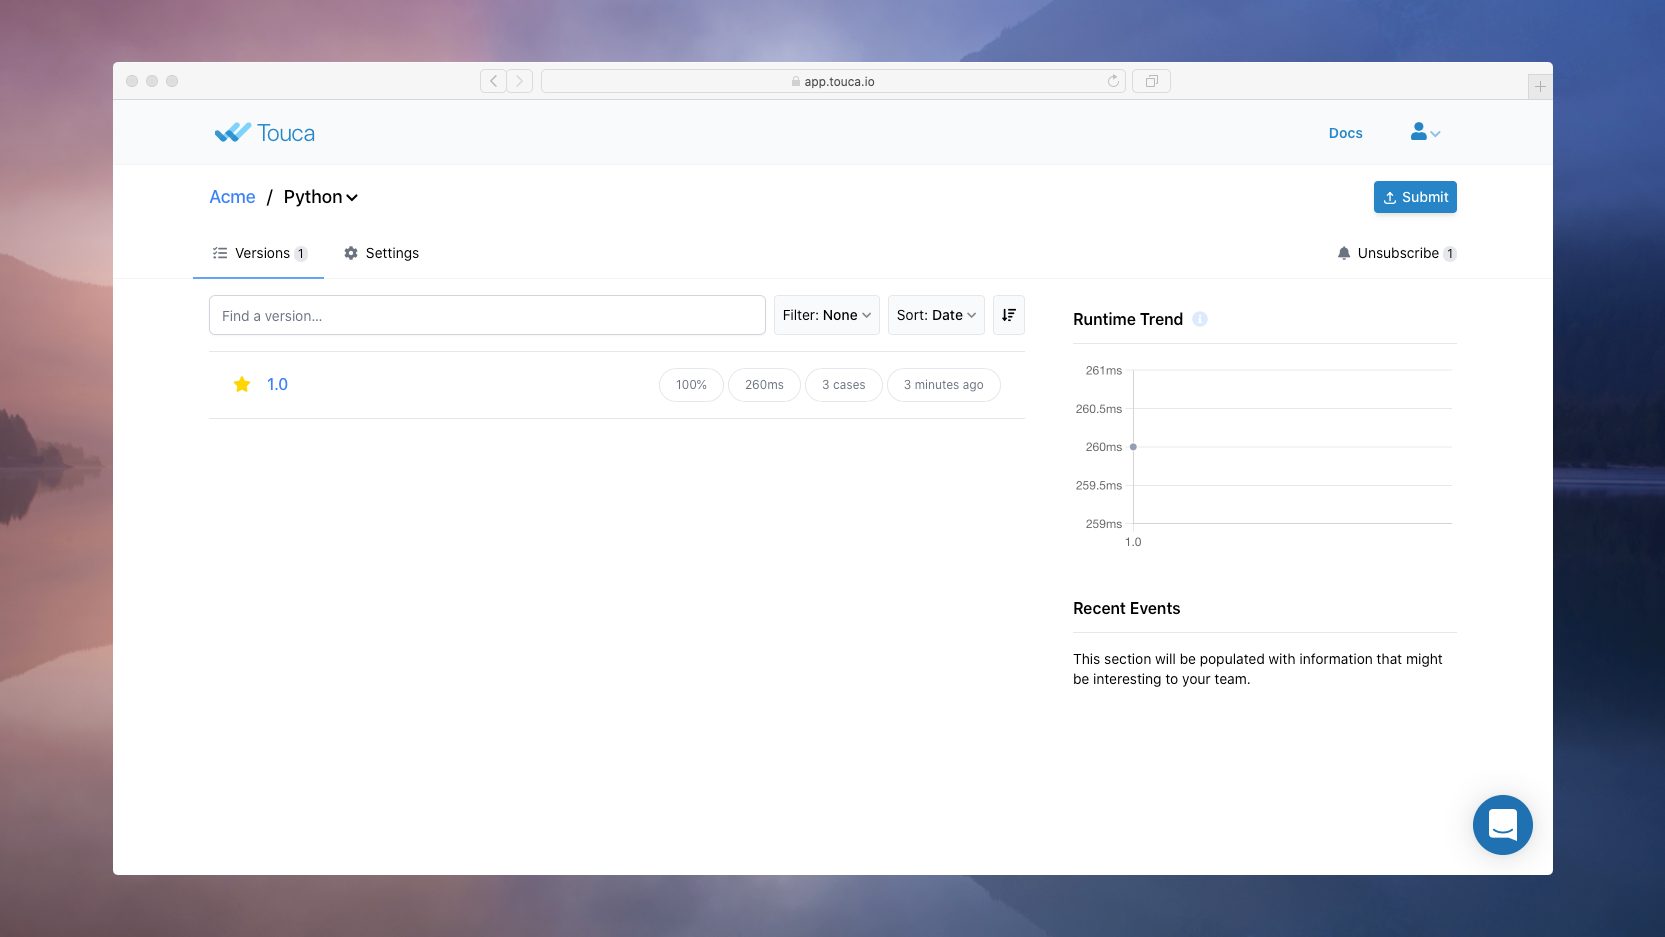 app.touca.io
Touca
Docs
Acme / Python
Submit
Versions 1
Settings
Unsubscribe 1
Find a version...
Filter: None
Sort: Date
1.0
100%
260ms
3 cases
3 minutes ago
Runtime Trend
261ms
260.5ms
260ms
259.5ms
259ms
1.0
Recent Events
This section will be populated with information that might
be interesting to your team.